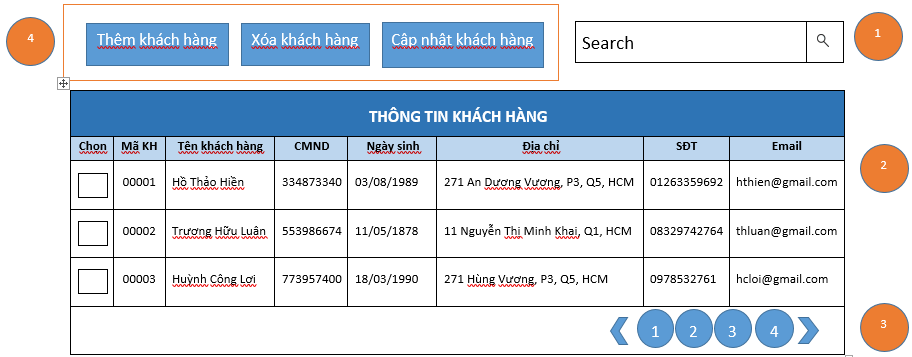 4
Thêm khách hàng
Xóa khách hàng
Cập nhật khách hàng
Search
1
THÔNG TIN KHÁCH HÀNG
Chọn Mã KH Tên khách hàng CMND Ngày sinh Địa chỉ SĐT Email
00001 Hồ Thảo Hiền 334873340 03/08/1989 271 An Dương Vương, P3, Q5, HCM 01263359692 hthien@gmail.com
2
00002 Trương Hữu Luân 553986674 11/05/1878 11 Nguyễn Thị Minh Khai, Q1, HCM 08329742764 thluan@gmail.com
00003 Huỳnh Công Lợi 773957400 18/03/1990 271 Hùng Vương, P3, Q5, HCM 0978532761 hcloi@gmail.com
1 2 3 4
3